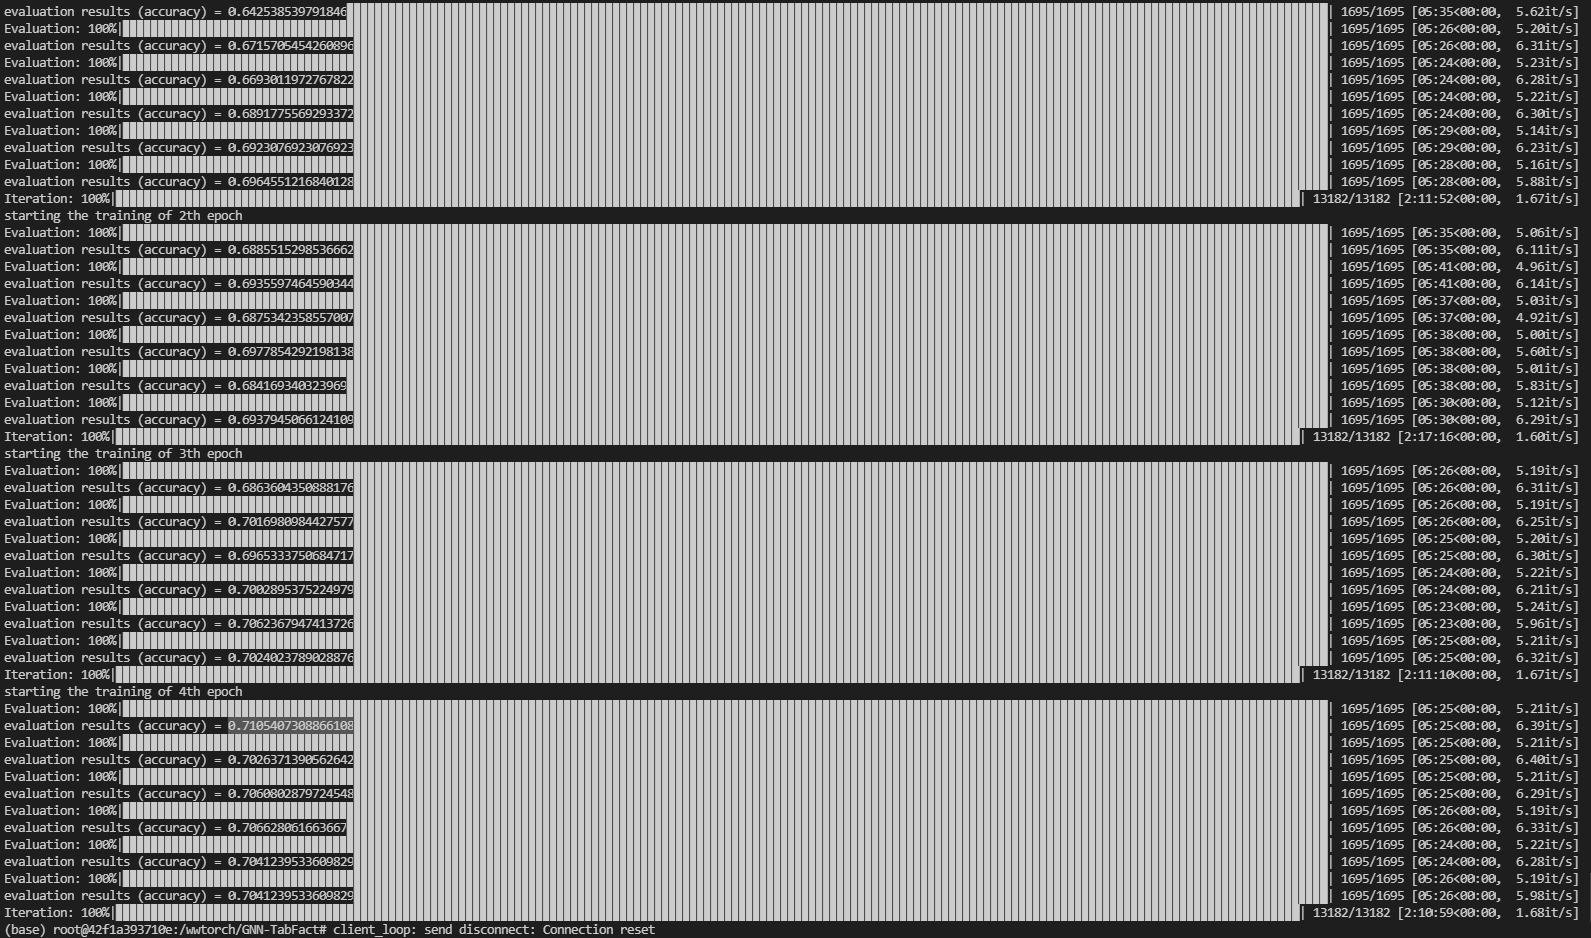 evaluation results (accuracy) = 0.642538539791846 | 1695/1695 [05:35<00:00, 5.62it/s]
Evaluation: 100%| | 1695/1695 [05:26<00:00, 5.20it/s]
evaluation results (accuracy) = 0.6715705454260896 | 1695/1695 [05:26<00:00, 6.31it/s]
Evaluation: 100%| | 1695/1695 [05:24<00:00, 5.23it/s]
evaluation results (accuracy) = 0.6693011972767822 | 1695/1695 [05:24<00:00, 6.28it/s]
Evaluation: 100%| | 1695/1695 [05:24<00:00, 5.22it/s]
evaluation results (accuracy) = 0.6891775569293372 | 1695/1695 [05:24<00:00, 6.30it/s]
Evaluation: 100%| | 1695/1695 [05:29<00:00, 5.14it/s]
evaluation results (accuracy) = 0.6923076923076923 | 1695/1695 [05:29<00:00, 6.23it/s]
Evaluation: 100%| | 1695/1695 [05:28<00:00, 5.16it/s]
evaluation results (accuracy) = 0.6964551216840128 | 1695/1695 [05:28<00:00, 5.88it/s]
Iteration: 100%| | 13182/13182 [2:11:52<00:00, 1.67it/s]
starting the training of 2th epoch
Evaluation: 100%| | 1695/1695 [05:35<00:00, 5.06it/s]
evaluation results (accuracy) = 0.6885515298536662 | 1695/1695 [05:35<00:00, 6.11it/s]
Evaluation: 100%| | 1695/1695 [05:41<00:00, 4.96it/s]
evaluation results (accuracy) = 0.6935597464590344 | 1695/1695 [05:41<00:00, 6.14it/s]
Evaluation: 100%| | 1695/1695 [05:37<00:00, 5.03it/s]
evaluation results (accuracy) = 0.6875342358557007 | 1695/1695 [05:37<00:00, 4.92it/s]
Evaluation: 100%| | 1695/1695 [05:38<00:00, 5.00it/s]
evaluation results (accuracy) = 0.6977854292198138 | 1695/1695 [05:38<00:00, 5.60it/s]
Evaluation: 100%| | 1695/1695 [05:38<00:00, 5.01it/s]
evaluation results (accuracy) = 0.684169340323969 | 1695/1695 [05:38<00:00, 5.83it/s]
Evaluation: 100%| | 1695/1695 [05:30<00:00, 5.12it/s]
evaluation results (accuracy) = 0.6937945066124109 | 1695/1695 [05:30<00:00, 6.29it/s]
Iteration: 100%| | 13182/13182 [2:17:16<00:00, 1.60it/s]
starting the training of 3th epoch
Evaluation: 100%| | 1695/1695 [05:26<00:00, 5.19it/s]
evaluation results (accuracy) = 0.6863604350888176 | 1695/1695 [05:26<00:00, 6.31it/s]
Evaluation: 100%| | 1695/1695 [05:26<00:00, 5.19it/s]
evaluation results (accuracy) = 0.7016980984427577 | 1695/1695 [05:26<00:00, 6.25it/s]
Evaluation: 100%| | 1695/1695 [05:25<00:00, 5.20it/s]
evaluation results (accuracy) = 0.6965333750684717 | 1695/1695 [05:25<00:00, 6.30it/s]
Evaluation: 100%| | 1695/1695 [05:24<00:00, 5.22it/s]
evaluation results (accuracy) = 0.7002895375224979 | 1695/1695 [05:24<00:00, 6.21it/s]
Evaluation: 100%| | 1695/1695 [05:23<00:00, 5.24it/s]
evaluation results (accuracy) = 0.7062367947413726 | 1695/1695 [05:23<00:00, 5.96it/s]
Evaluation: 100%| | 1695/1695 [05:25<00:00, 5.21it/s]
evaluation results (accuracy) = 0.7024023789028876 | 1695/1695 [05:25<00:00, 6.32it/s]
Iteration: 100%| | 13182/13182 [2:11:10<00:00, 1.67it/s]
starting the training of 4th epoch
Evaluation: 100%| | 1695/1695 [05:25<00:00, 5.21it/s]
evaluation results (accuracy) = 0.7105407308866108 | 1695/1695 [05:25<00:00, 6.39it/s]
Evaluation: 100%| | 1695/1695 [05:25<00:00, 5.21it/s]
evaluation results (accuracy) = 0.7026371390562642 | 1695/1695 [05:25<00:00, 6.40it/s]
Evaluation: 100%| | 1695/1695 [05:25<00:00, 5.21it/s]
evaluation results (accuracy) = 0.7060802879724548 | 1695/1695 [05:25<00:00, 6.29it/s]
Evaluation: 100%| | 1695/1695 [05:26<00:00, 5.19it/s]
evaluation results (accuracy) = 0.706628061663667 | 1695/1695 [05:26<00:00, 6.33it/s]
Evaluation: 100%| | 1695/1695 [05:24<00:00, 5.22it/s]
evaluation results (accuracy) = 0.7041239533609829 | 1695/1695 [05:24<00:00, 6.28it/s]
Evaluation: 100%| | 1695/1695 [05:26<00:00, 5.19it/s]
evaluation results (accuracy) = 0.7041239533609829 | 1695/1695 [05:26<00:00, 5.98it/s]
Iteration: 100%| | 13182/13182 [2:10:59<00:00, 1.68it/s]
(base) root@42f1a393710e:/wwtorch/GNN-TabFact# client_loop: send disconnect: Connection reset